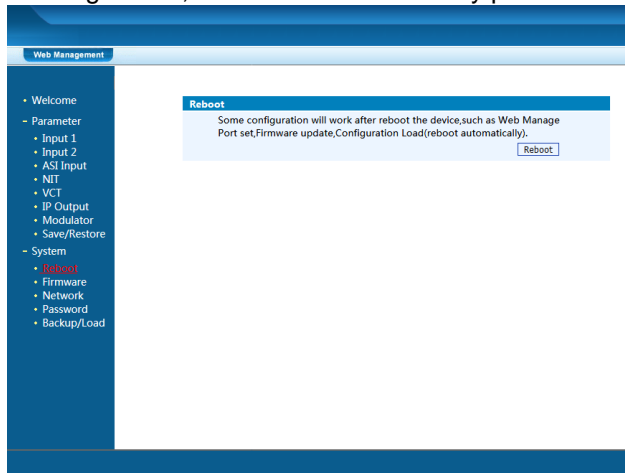 Web Management
Welcome
Parameter
Input 1
Input 2
ASI Input
NIT
VCT
IP Output
Modulator
Save/Restore
System
Reboot
Firmware
Network
Password
Backup/Load
Reboot
Some configuration will work after reboot the device,such as Web Manage
Port set,Firmware update,Configuration Load(reboot automatically).
Reboot